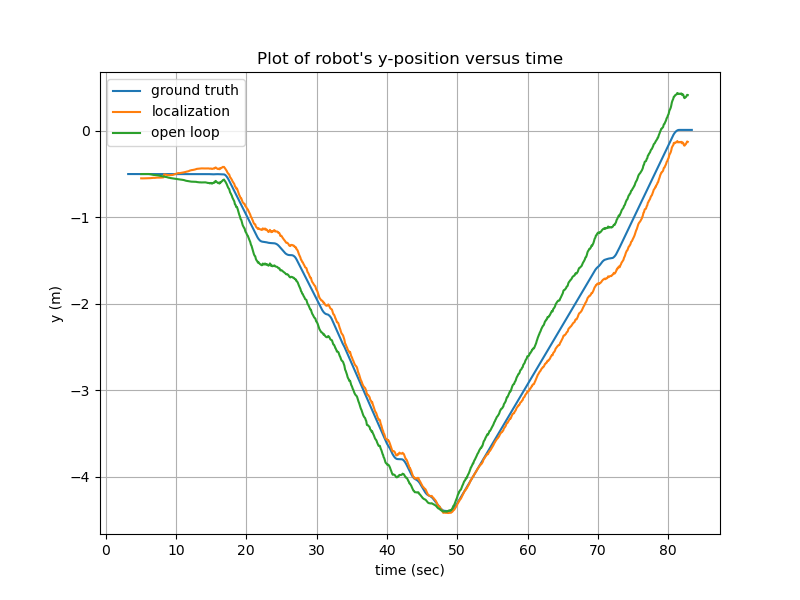 Plot of robot's y-position versus time
ground truth
localization
open loop
0
−1
−2
−3
−4
y (m)
0 10 20 30 40 50 60 70 80
time (sec)